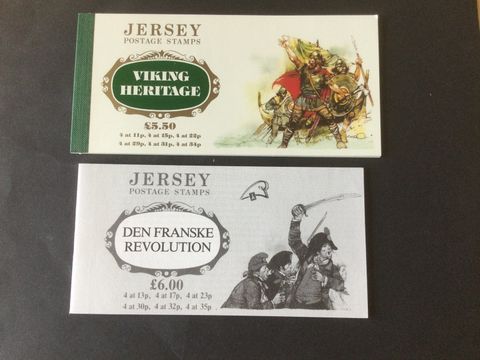 JERSEY
POSTAGE STAMPS
VIKING
HERITAGE
£5.50
4 at 11p, 4 at 15p, 4 at 22p
4 at 29p, 4 at 31p, 4 at 34p
JERSEY
POSTAGE STAMPS
DEN FRANSKE
REVOLUTION
£6.00
4 at 13p, 4 at 17p, 4 at 23p
4 at 30p, 4 at 32p, 4 at 35p